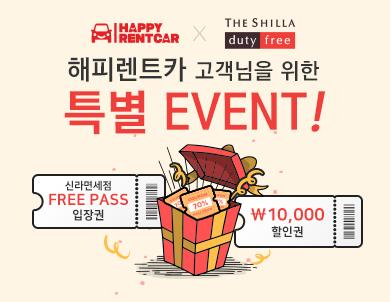 HAPPY
RENTCAR
X
THE SHILLA
duty free
해피렌트카 고객님을 위한
특별 EVENT!
신라면세점
FREE PASS
입장권
₩10,000
할인권
70%